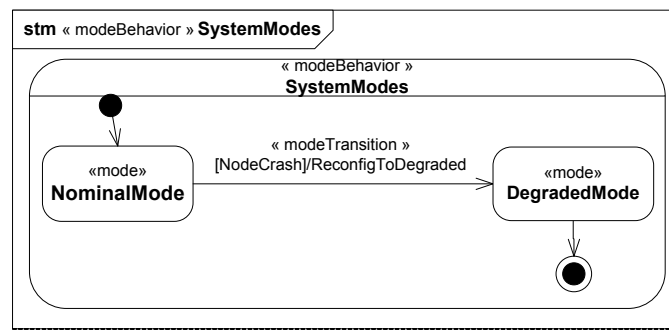 stm « modeBehavior » SystemModes
« modeBehavior »
SystemModes
« modeTransition »
[NodeCrash]/ReconfigToDegraded
«mode»
NominalMode
«mode»
DegradedMode